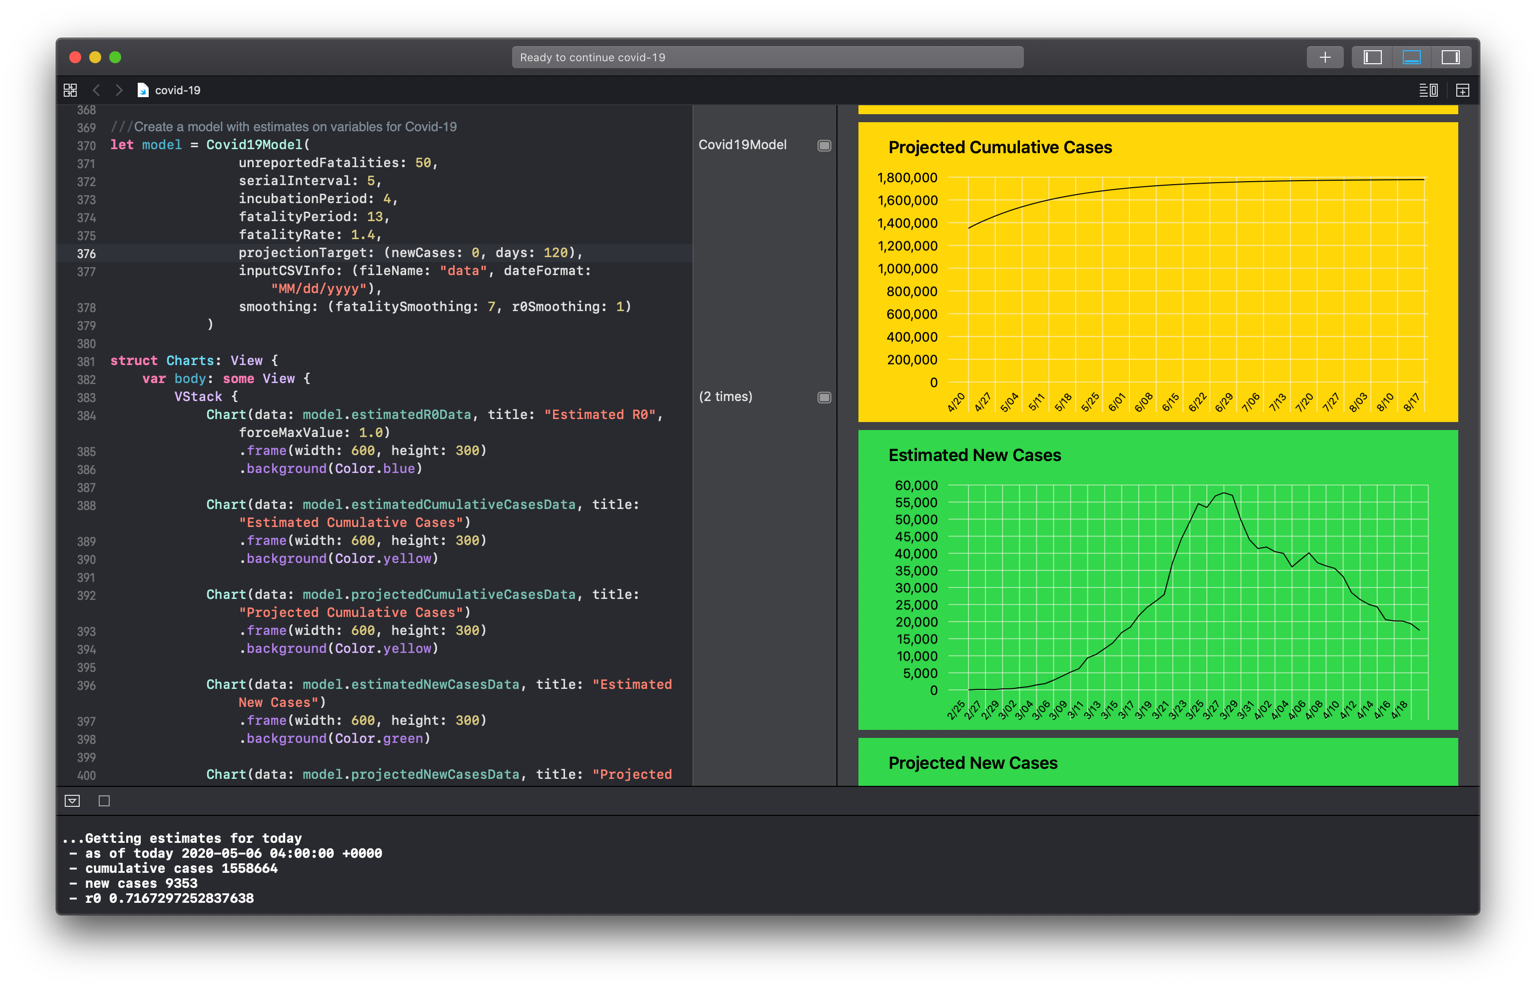 Ready to continue covid-19
covid-19
368
369 ///Create a model with estimates on variables for Covid-19
370 let model = Covid19Model(
371 unreportedFatalities: 50,
372 serialInterval: 5,
373 incubationPeriod: 4,
374 fatalityPeriod: 13,
375 fatalityRate: 1.4,
376 projectionTarget: (newCases: 0, days: 120),
377 inputCSVInfo: (fileName: "data", dateFormat:
"MM/dd/yyyy"),
378 smoothing: (fatalitySmoothing: 7, r0Smoothing: 1)
379 )
380
381 struct Charts: View {
382 var body: some View {
383 VStack {
384 Chart(data: model.estimatedR0Data, title: "Estimated R0",
forceMaxValue: 1.0)
385 .frame(width: 600, height: 300)
386 .background(Color.blue)
387
388 Chart(data: model.estimatedCumulativeCasesData, title:
"Estimated Cumulative Cases")
389 .frame(width: 600, height: 300)
390 .background(Color.yellow)
391
392 Chart(data: model.projectedCumulativeCasesData, title:
"Projected Cumulative Cases")
393 .frame(width: 600, height: 300)
394 .background(Color.yellow)
395
396 Chart(data: model.estimatedNewCasesData, title: "Estimated
New Cases")
397 .frame(width: 600, height: 300)
398 .background(Color.green)
399
400 Chart(data: model.projectedNewCasesData, title: "Projected
Covid19Model
(2 times)
Projected Cumulative Cases
1,800,000
1,600,000
1,400,000
1,200,000
1,000,000
800,000
600,000
400,000
200,000
0
4/20 4/27 5/04 5/11 5/18 5/25 6/01 6/08 6/15 6/22 6/29 7/06 7/13 7/20 7/27 8/03 8/10 8/17
Estimated New Cases
60,000
55,000
50,000
45,000
40,000
35,000
30,000
25,000
20,000
15,000
10,000
5,000
0
2/25 2/27 2/29 3/02 3/04 3/06 3/09 3/11 3/13 3/15 3/17 3/19 3/21 3/23 3/25 3/27 3/29 3/31 4/02 4/04 4/06 4/08 4/10 4/12 4/14 4/16 4/18
Projected New Cases
...Getting estimates for today
- as of today 2020-05-06 04:00:00 +0000
- cumulative cases 1558664
- new cases 9353
- r0 0.7167297252837638